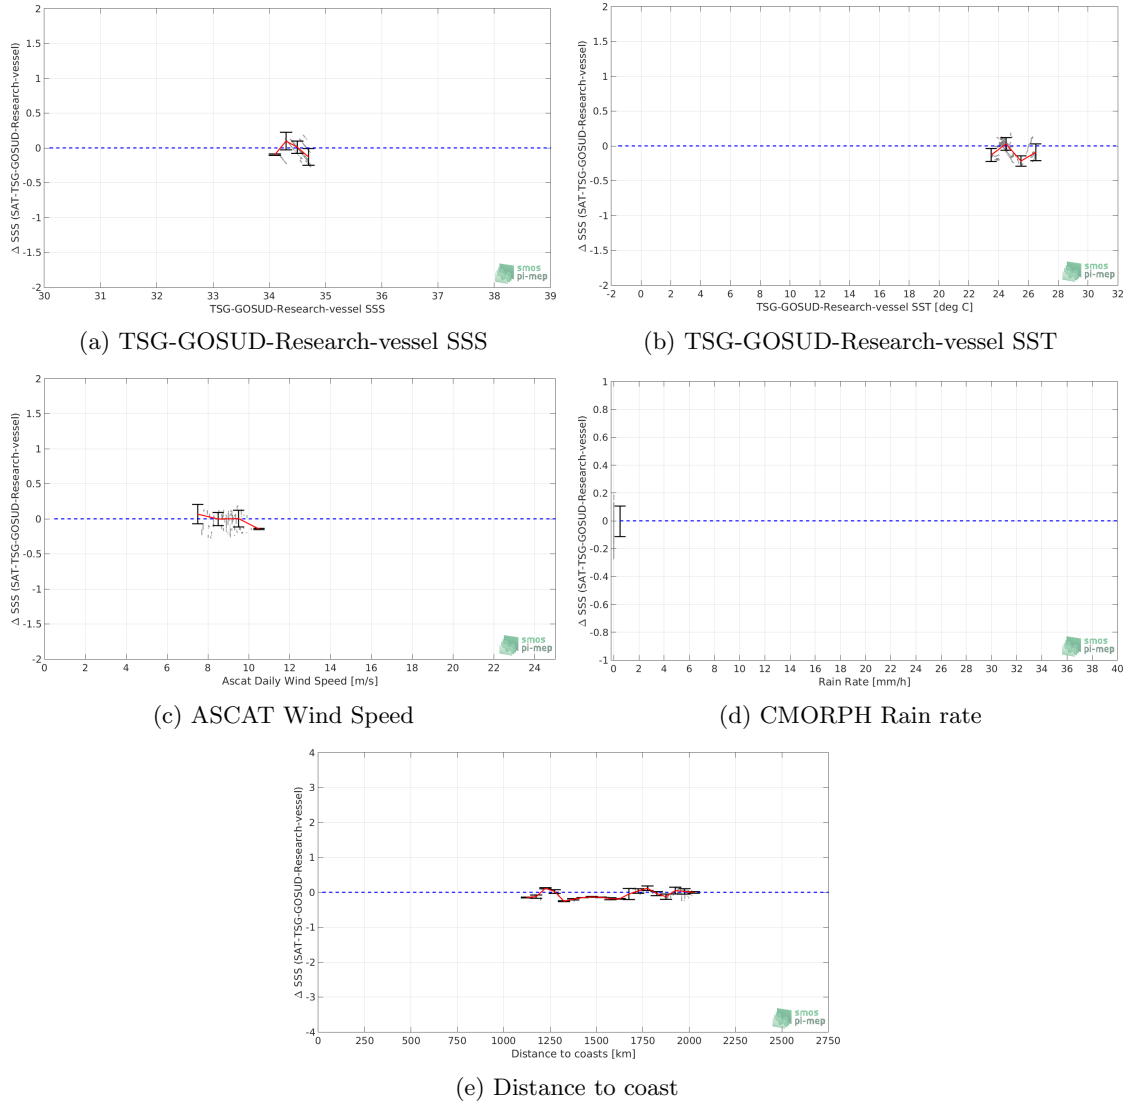 2
1.5
1
0.5
0
-0.5
-1
-1.5
-2
Δ SSS (SAT-TSG-GOSUD-Research-vessel)
30 31 32 33 34 35 36 37 38 39
TSG-GOSUD-Research-vessel SSS
smos
pi-mep
(a) TSG-GOSUD-Research-vessel SSS
2
1.5
1
0.5
0
-0.5
-1
-1.5
-2
Δ SSS (SAT-TSG-GOSUD-Research-vessel)
-2 0 2 4 6 8 10 12 14 16 18 20 22 24 26 28 30 32
TSG-GOSUD-Research-vessel SST [deg C]
smos
pi-mep
(b) TSG-GOSUD-Research-vessel SST
2
1.5
1
0.5
0
-0.5
-1
-1.5
-2
Δ SSS (SAT-TSG-GOSUD-Research-vessel)
0 2 4 6 8 10 12 14 16 18 20 22 24
Ascat Daily Wind Speed [m/s]
smos
pi-mep
(c) ASCAT Wind Speed
1
0.8
0.6
0.4
0.2
0
-0.2
-0.4
-0.6
-0.8
-1
Δ SSS (SAT-TSG-GOSUD-Research-vessel)
0 2 4 6 8 10 12 14 16 18 20 22 24 26 28 30 32 34 36 38 40
Rain Rate [mm/h]
smos
pi-mep
(d) CMORPH Rain rate
4
3
2
1
0
-1
-2
-3
-4
Δ SSS (SAT-TSG-GOSUD-Research-vessel)
0 250 500 750 1000 1250 1500 1750 2000 2250 2500 2750
Distance to coasts [km]
smos
pi-mep
(e) Distance to coast